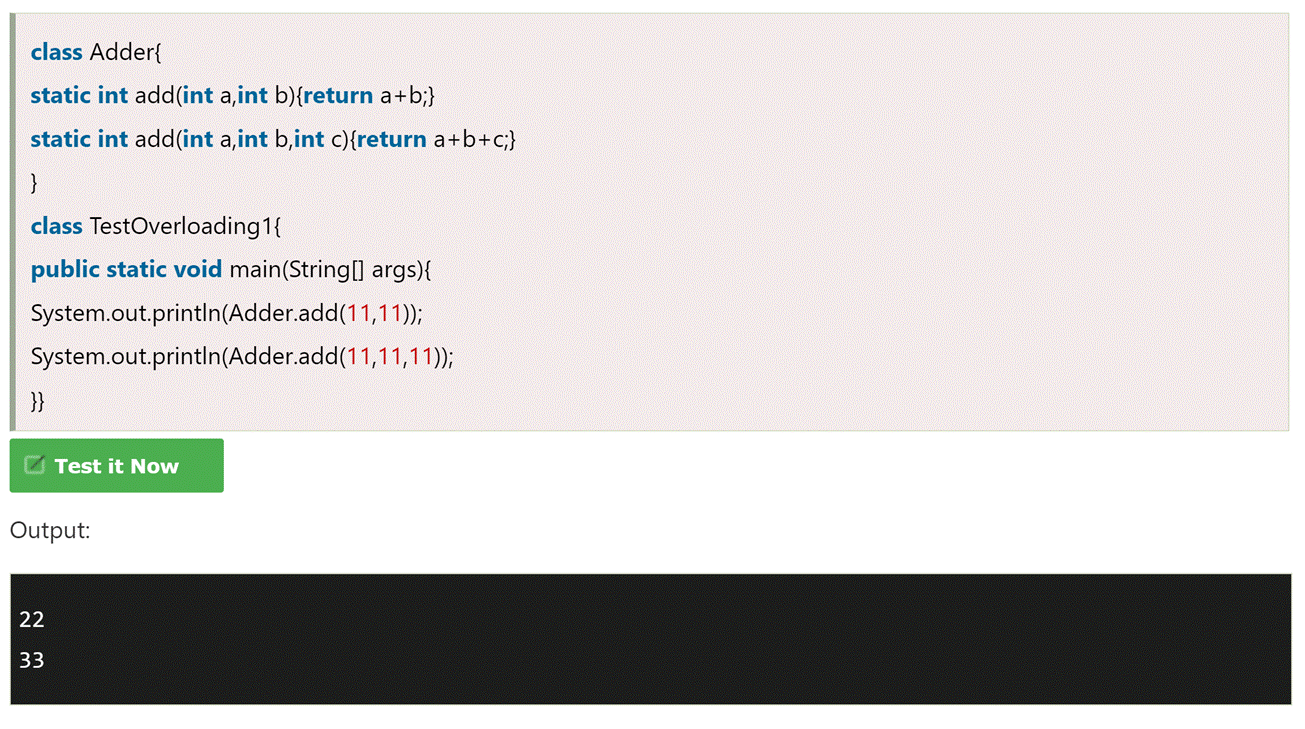 class Adder{
static int add(int a,int b){return a+b;}
static int add(int a,int b,int c){return a+b+c;}
}
class TestOverloading1{
public static void main(String[] args){
System.out.println(Adder.add(11,11));
System.out.println(Adder.add(11,11,11));
}}
Test it Now
Output:
22
33